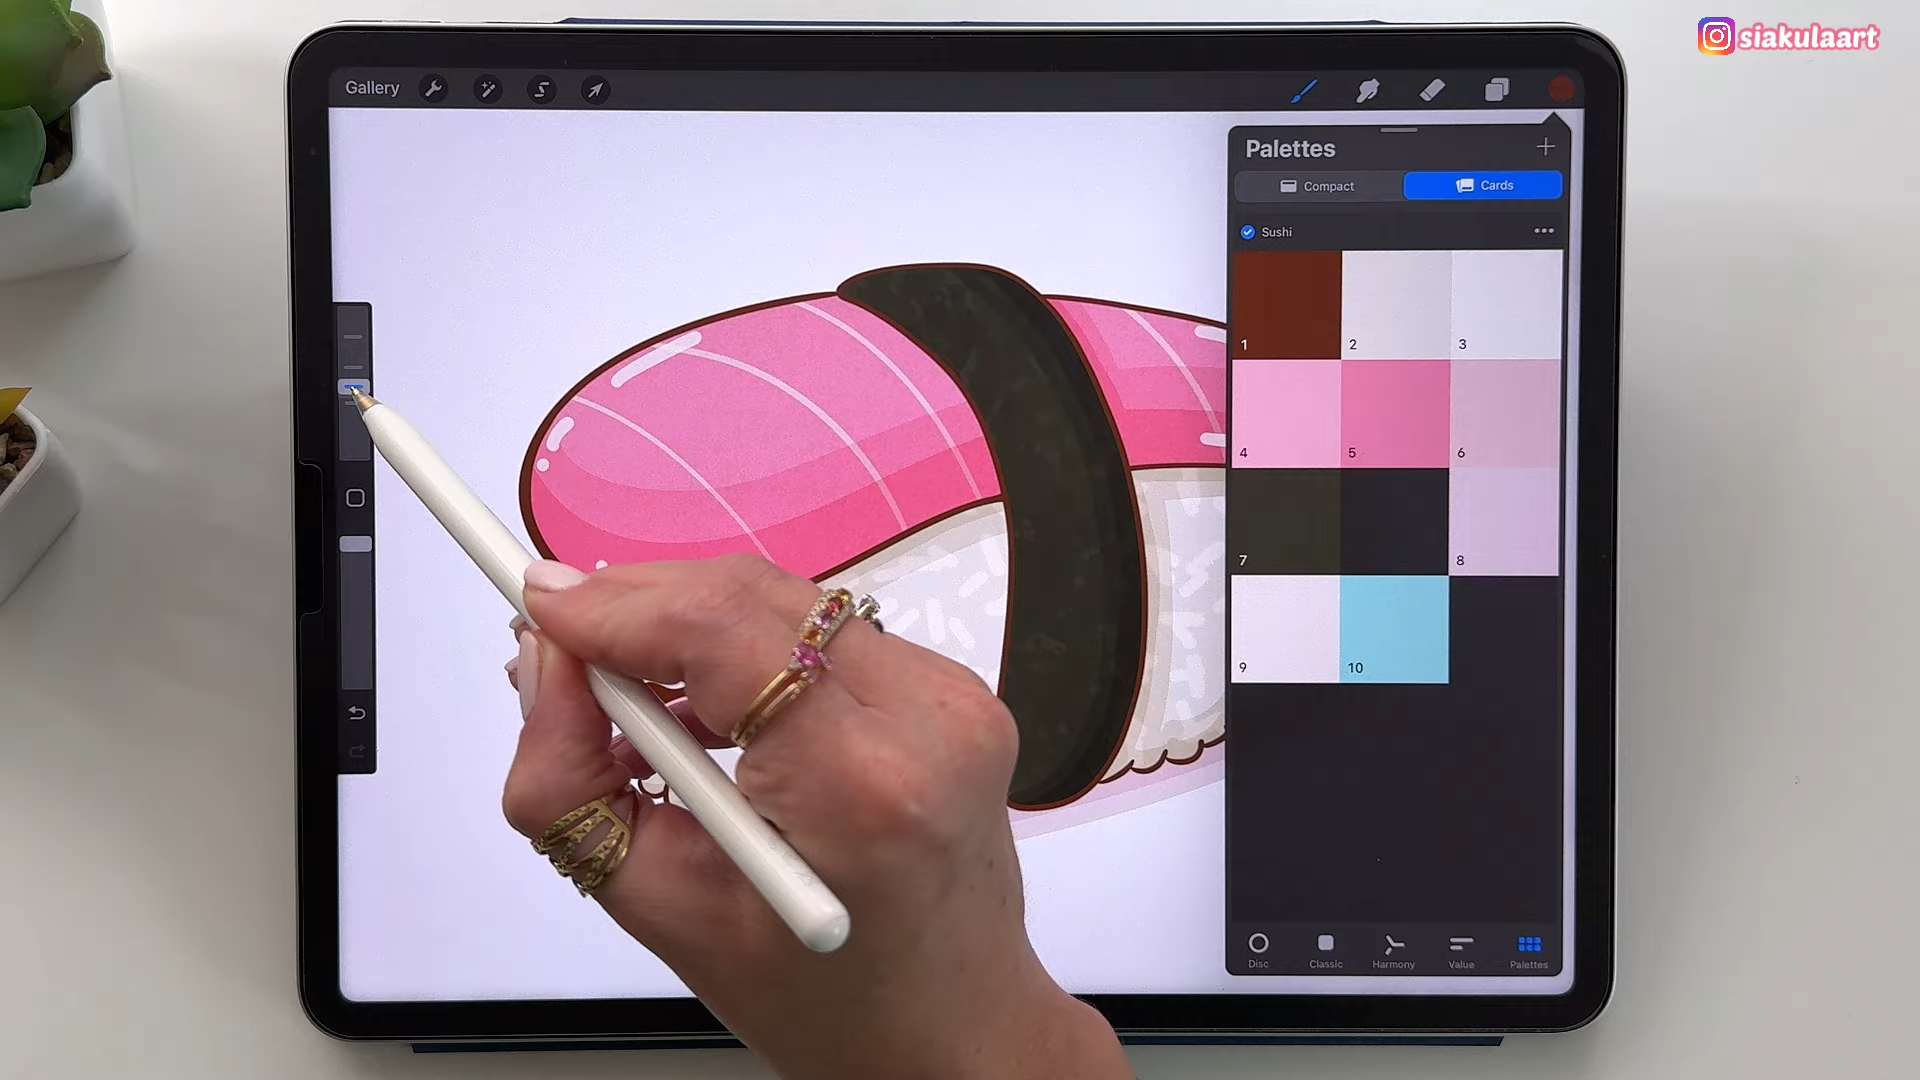 siakulaart
Gallery
Palettes
Compact
Cards
Sushi
1
2
3
4
5
6
7
8
9
10
Disc
Classic
Harmony
Value
Palettes